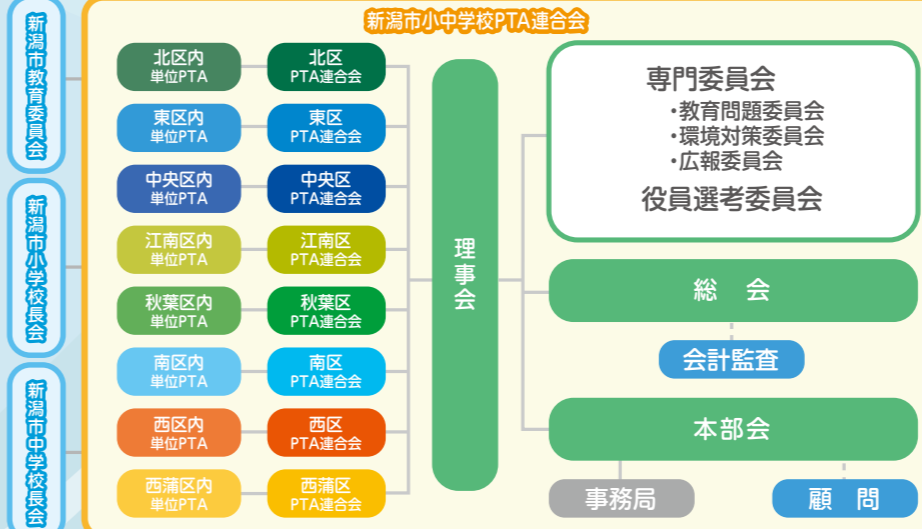 新潟市小中学校PTA連合会
新潟市教育委員会
新潟市小学校長会
新潟市中学校長会
北区内
単位PTA
北区
PTA連合会
東区内
単位PTA
東区
PTA連合会
中央区内
単位PTA
中央区
PTA連合会
江南区内
単位PTA
江南区
PTA連合会
秋葉区内
単位PTA
秋葉区
PTA連合会
南区内
単位PTA
南区
PTA連合会
西区内
単位PTA
西区
PTA連合会
西蒲区内
単位PTA
西蒲区
PTA連合会
理事会
専門委員会
・教育問題委員会
・環境対策委員会
・広報委員会
役員選考委員会
総　会
会計監査
本部会
事務局
顧　問